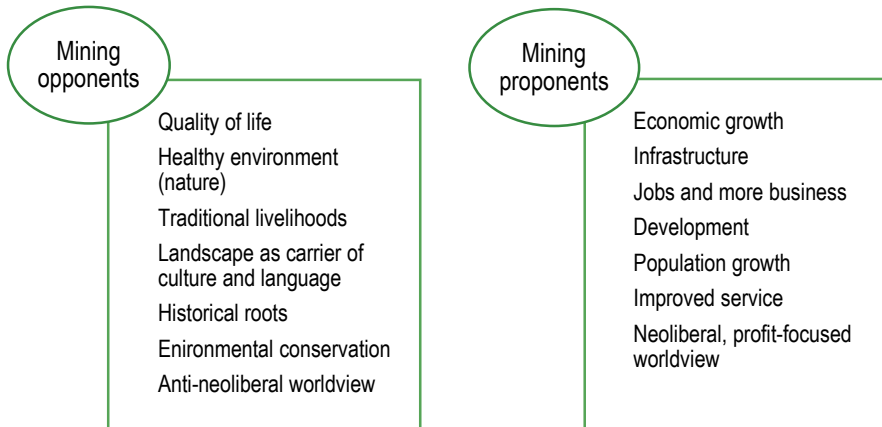 Mining
opponents
Quality of life
Healthy environment
(nature)
Traditional livelihoods
Landscape as carrier of
culture and language
Historical roots
Enironmental conservation
Anti-neoliberal worldview
Mining
proponents
Economic growth
Infrastructure
Jobs and more business
Development
Population growth
Improved service
Neoliberal, profit-focused
worldview